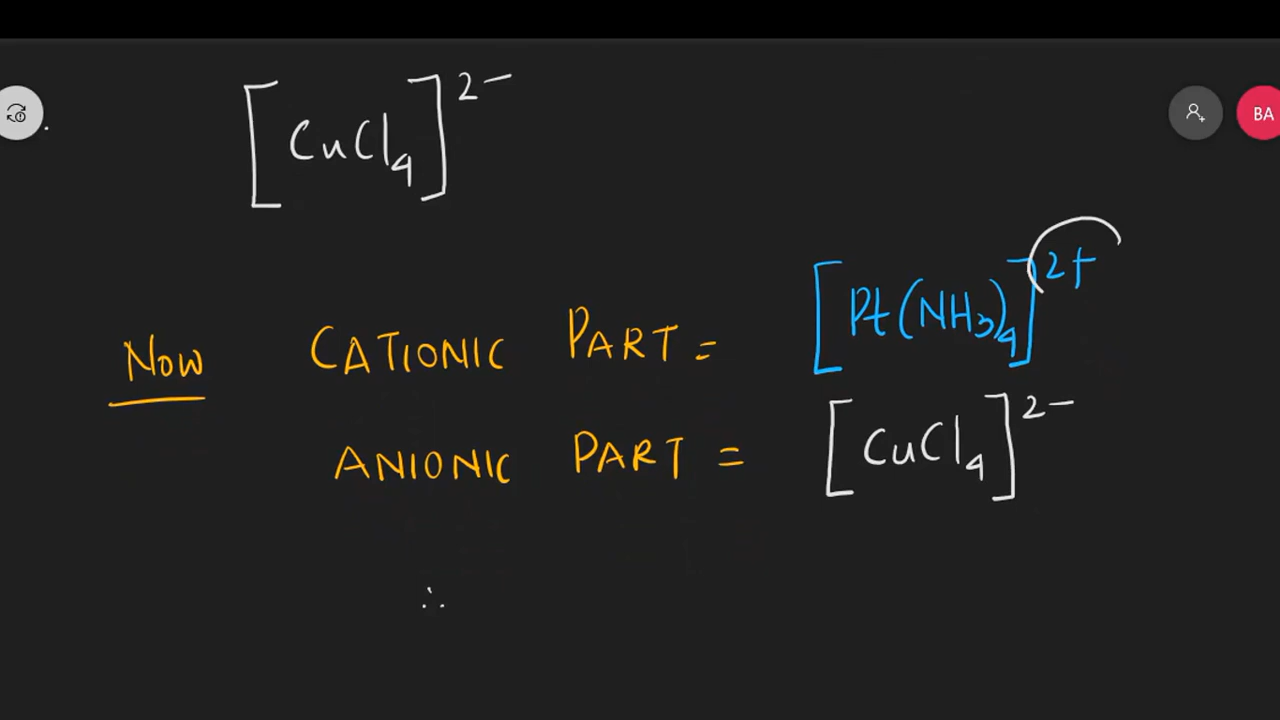 [CuCl₄]²⁻
BA
Now CATIONIC PART = [Pt(NH₃)₄]²⁺
ANIONIC PART = [CuCl₄]²⁻
∴